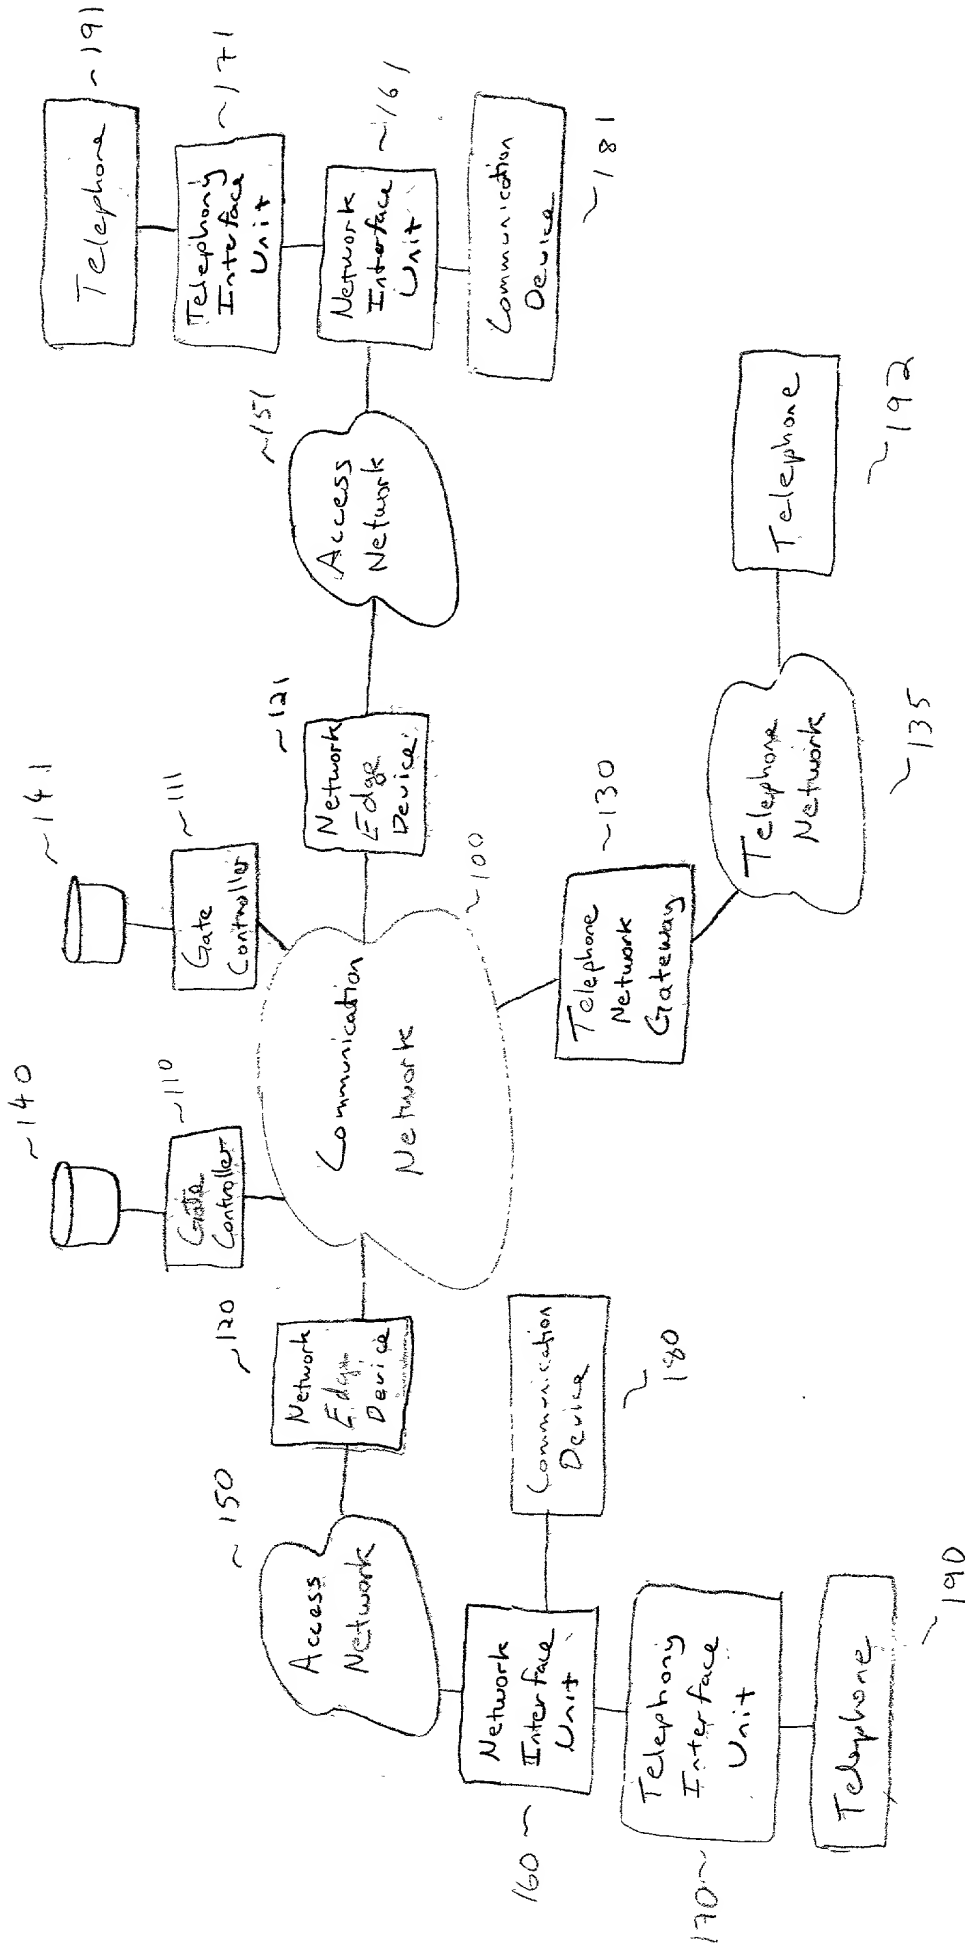 ~140
~141
~110
Gate
Controller
~111
Gate
Controller
Telephone
~191
Telephony
Interface
Unit
~171
~150
Access
Network
~120
Network
Edge
Device
Communication
Network
~100
~121
Network
Edge
Device
~151
Access
Network
Network
Interface
Unit
~161
Communication
Device
~181
160~
Network
Interface
Unit
Communication
Device
~180
Telephone
Network
Gateway
~130
170~
Telephony
Interface
Unit
Telephone
Network
~135
Telephone
~192
Telephone
~190